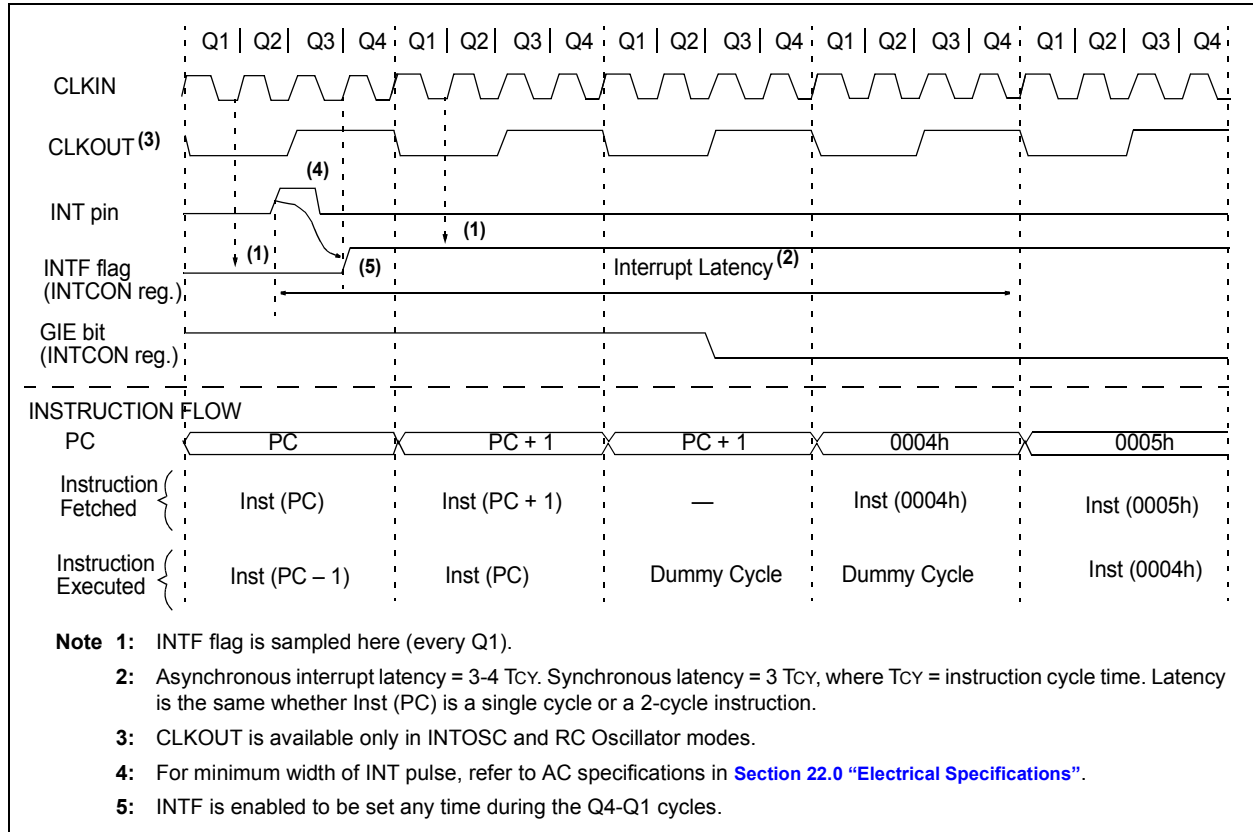 Q1 | Q2 | Q3 | Q4 Q1 | Q2 | Q3 | Q4 Q1 | Q2 | Q3 | Q4 Q1 | Q2 | Q3 | Q4 Q1 | Q2 | Q3 | Q4
CLKIN
CLKOUT (3)
(4)
INT pin
(1) (1)
INTF flag (5) Interrupt Latency (2)
(INTCON reg.)
GIE bit
(INTCON reg.)
INSTRUCTION FLOW
PC PC PC + 1 PC + 1 0004h 0005h
Instruction
Fetched Inst (PC) Inst (PC + 1) — Inst (0004h) Inst (0005h)
Instruction
Executed Inst (PC – 1) Inst (PC) Dummy Cycle Dummy Cycle Inst (0004h)
Note 1: INTF flag is sampled here (every Q1).
2: Asynchronous interrupt latency = 3-4 TCY. Synchronous latency = 3 TCY, where TCY = instruction cycle time. Latency
is the same whether Inst (PC) is a single cycle or a 2-cycle instruction.
3: CLKOUT is available only in INTOSC and RC Oscillator modes.
4: For minimum width of INT pulse, refer to AC specifications in Section 22.0 “Electrical Specifications”.
5: INTF is enabled to be set any time during the Q4-Q1 cycles.